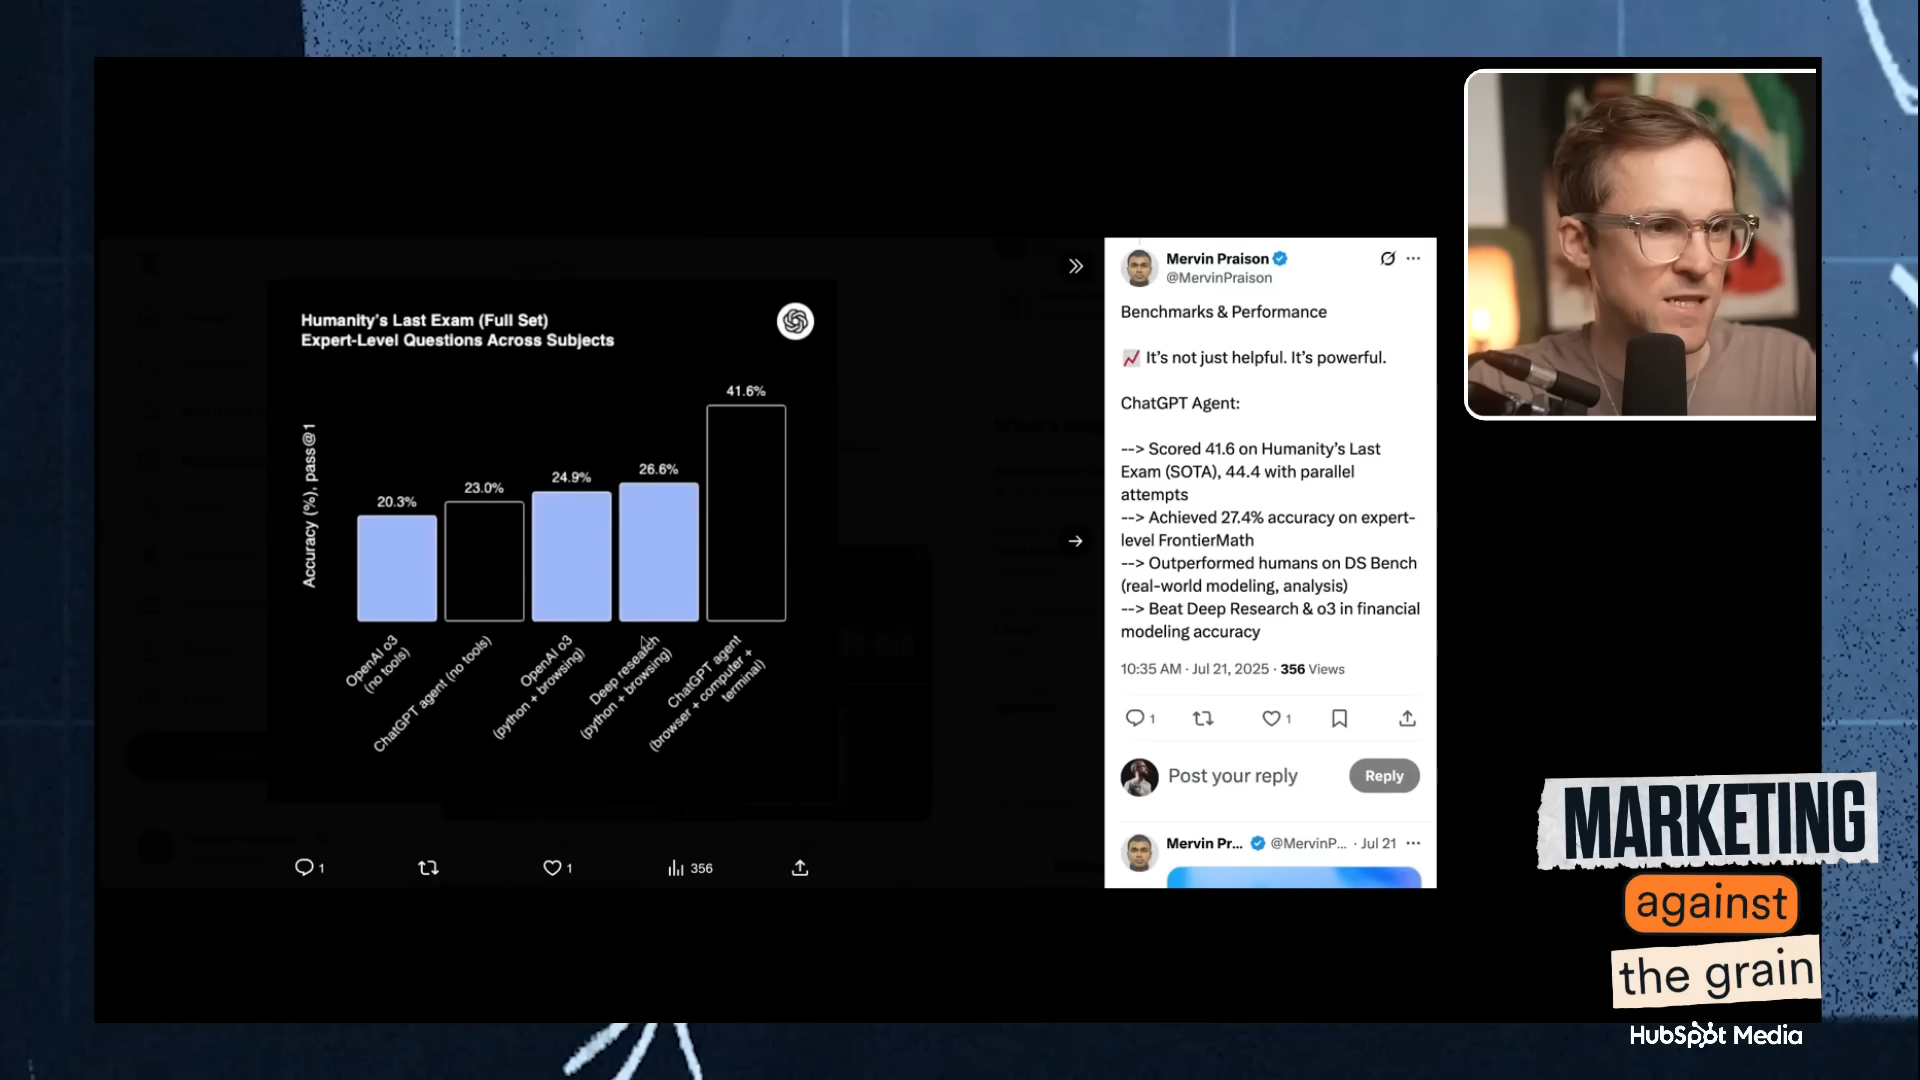 Humanity's Last Exam (Full Set)
Expert-Level Questions Across Subjects
Accuracy (%), pass@1
20.3%
23.0%
24.9%
26.6%
41.6%
OpenAI o3
(no tools)
ChatGPT agent (no tools)
OpenAI o3
(python + browsing)
Deep research
(python + browsing)
ChatGPT agent
(browser + computer +
terminal)
1
1
356
Mervin Praison
@MervinPraison
Benchmarks & Performance
It's not just helpful. It's powerful.
ChatGPT Agent:
--> Scored 41.6 on Humanity's Last
Exam (SOTA), 44.4 with parallel
attempts
--> Achieved 27.4% accuracy on expert-
level FrontierMath
--> Outperformed humans on DS Bench
(real-world modeling, analysis)
--> Beat Deep Research & o3 in financial
modeling accuracy
10:35 AM · Jul 21, 2025 · 356 Views
1
1
Post your reply
Reply
Mervin Pr... @MervinP... · Jul 21
MARKETING
against
the grain
HubSpot Media